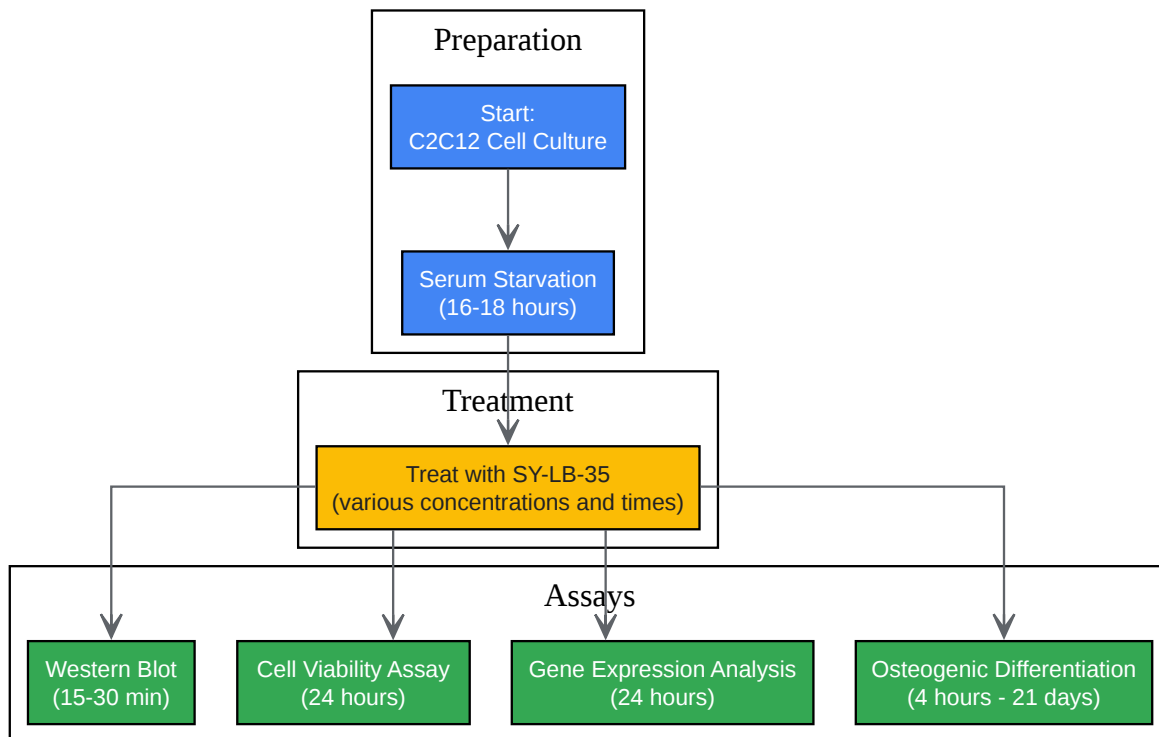 Preparation
Start:
C2C12 Cell Culture
Serum Starvation
(16-18 hours)
Treatment
Treat with SY-LB-35
(various concentrations and times)
Assays
Western Blot
(15-30 min)
Cell Viability Assay
(24 hours)
Gene Expression Analysis
(24 hours)
Osteogenic Differentiation
(4 hours - 21 days)